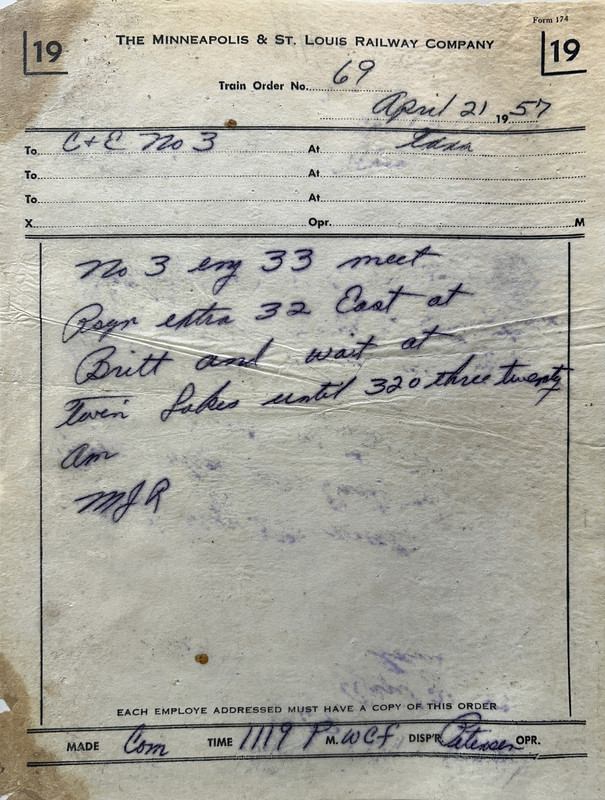 Form 174
19 THE MINNEAPOLIS & ST. LOUIS RAILWAY COMPANY 19
Train Order No. 69
April 21 1957
To C+E No 3 At
To At
To At
X Opr. M
No 3 eng 33 meet
Psgr extra 32 East at
Britt and wait at
Twin Lakes until 320 three twenty
am
MJR
EACH EMPLOYE ADDRESSED MUST HAVE A COPY OF THIS ORDER
MADE Com TIME 1119 P M. WCF DISP'R. Petersen OPR.